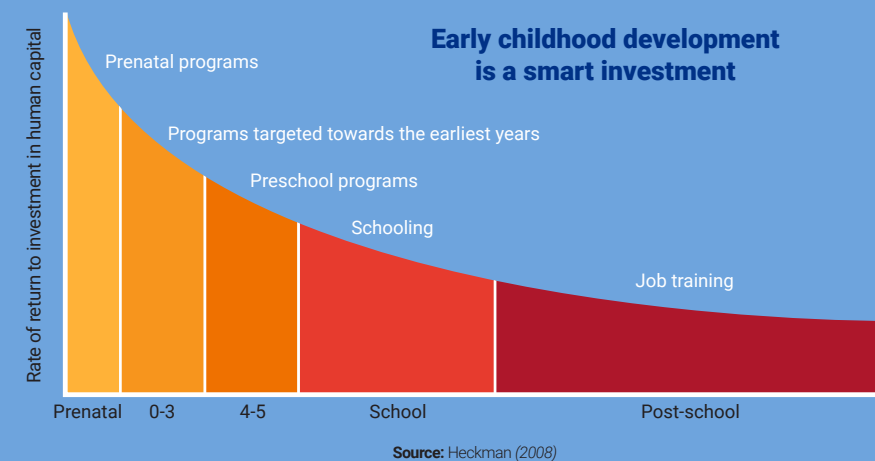 Early childhood development
is a smart investment
Rate of return to investment in human capital
Prenatal programs
Programs targeted towards the earliest years
Preschool programs
Schooling
Job training
Prenatal 0-3 4-5 School Post-school
Source: Heckman (2008)